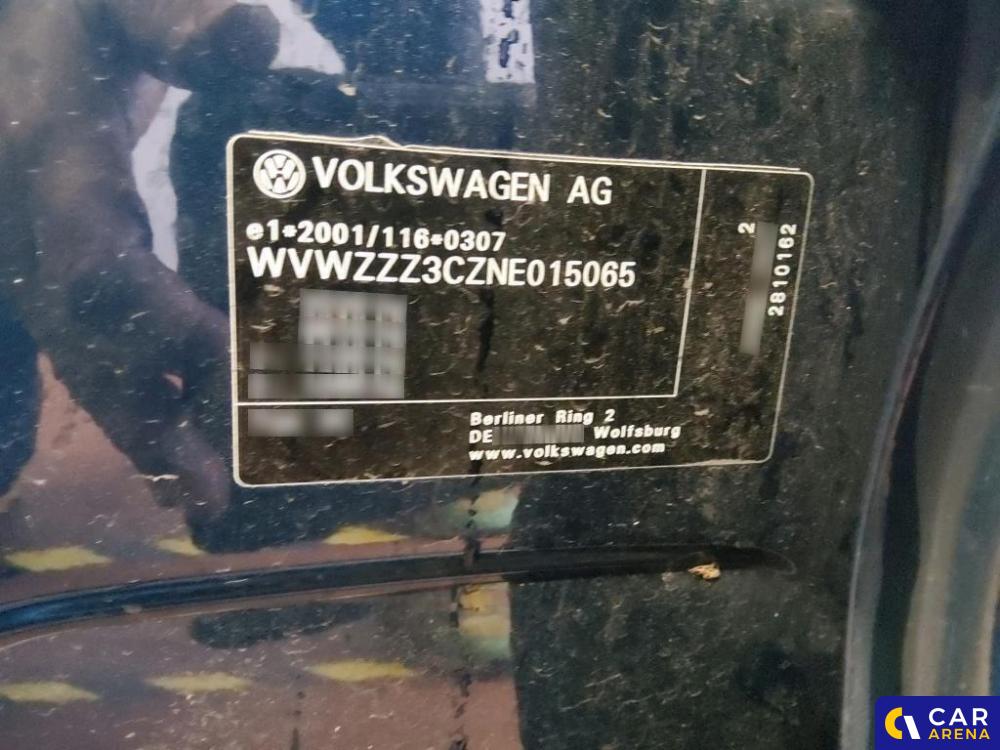 VOLKSWAGEN AG
e1*2001/116*0307
WVWZZZ3CZNE015065
2
2810162
Berliner Ring 2
DE Wolfsburg
www.volkswagen.com
CAR
ARENA